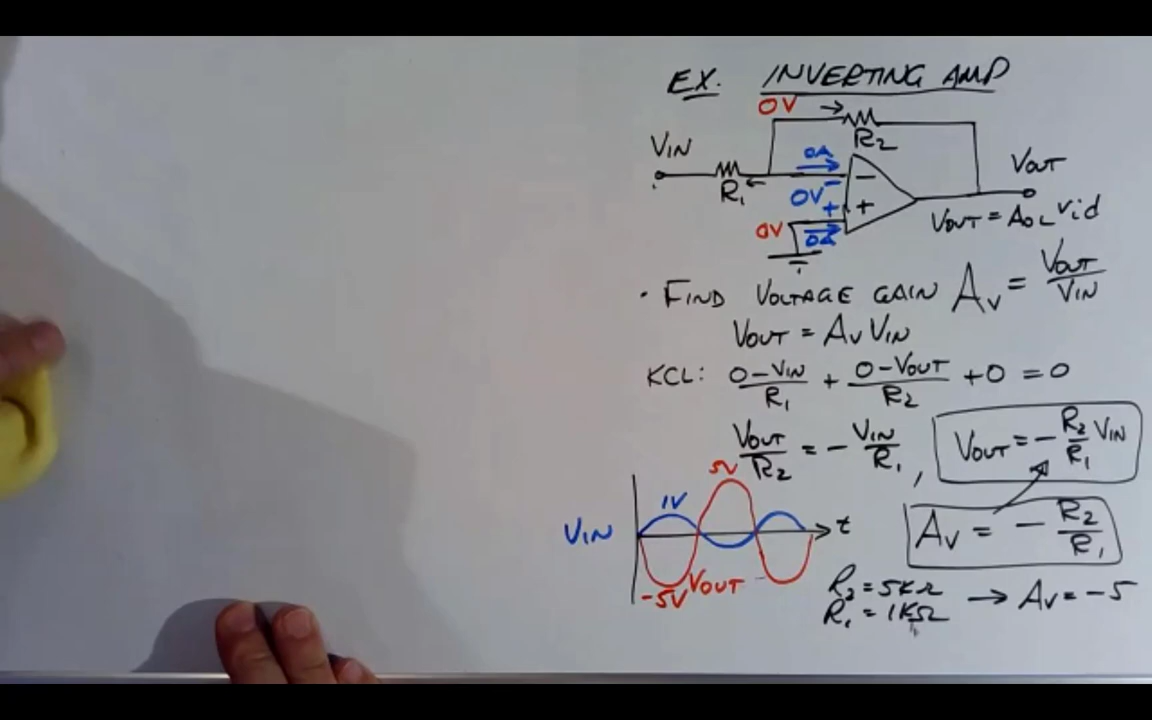 EX. INVERTING AMP
0V → R2
VIN R1 ← 0A − VOUT
0V − +
0V + 0A VOUT = AOL vid
· FIND VOLTAGE GAIN AV = VOUT/VIN
VOUT = AV VIN
KCL: 0-VIN/R1 + 0-VOUT/R2 + 0 = 0
VOUT/R2 = - VIN/R1 , VOUT = - R2/R1 VIN
5V
1V
VIN t AV = - R2/R1
-5V VOUT
R2 = 5KΩ → AV = -5
R1 = 1KΩ